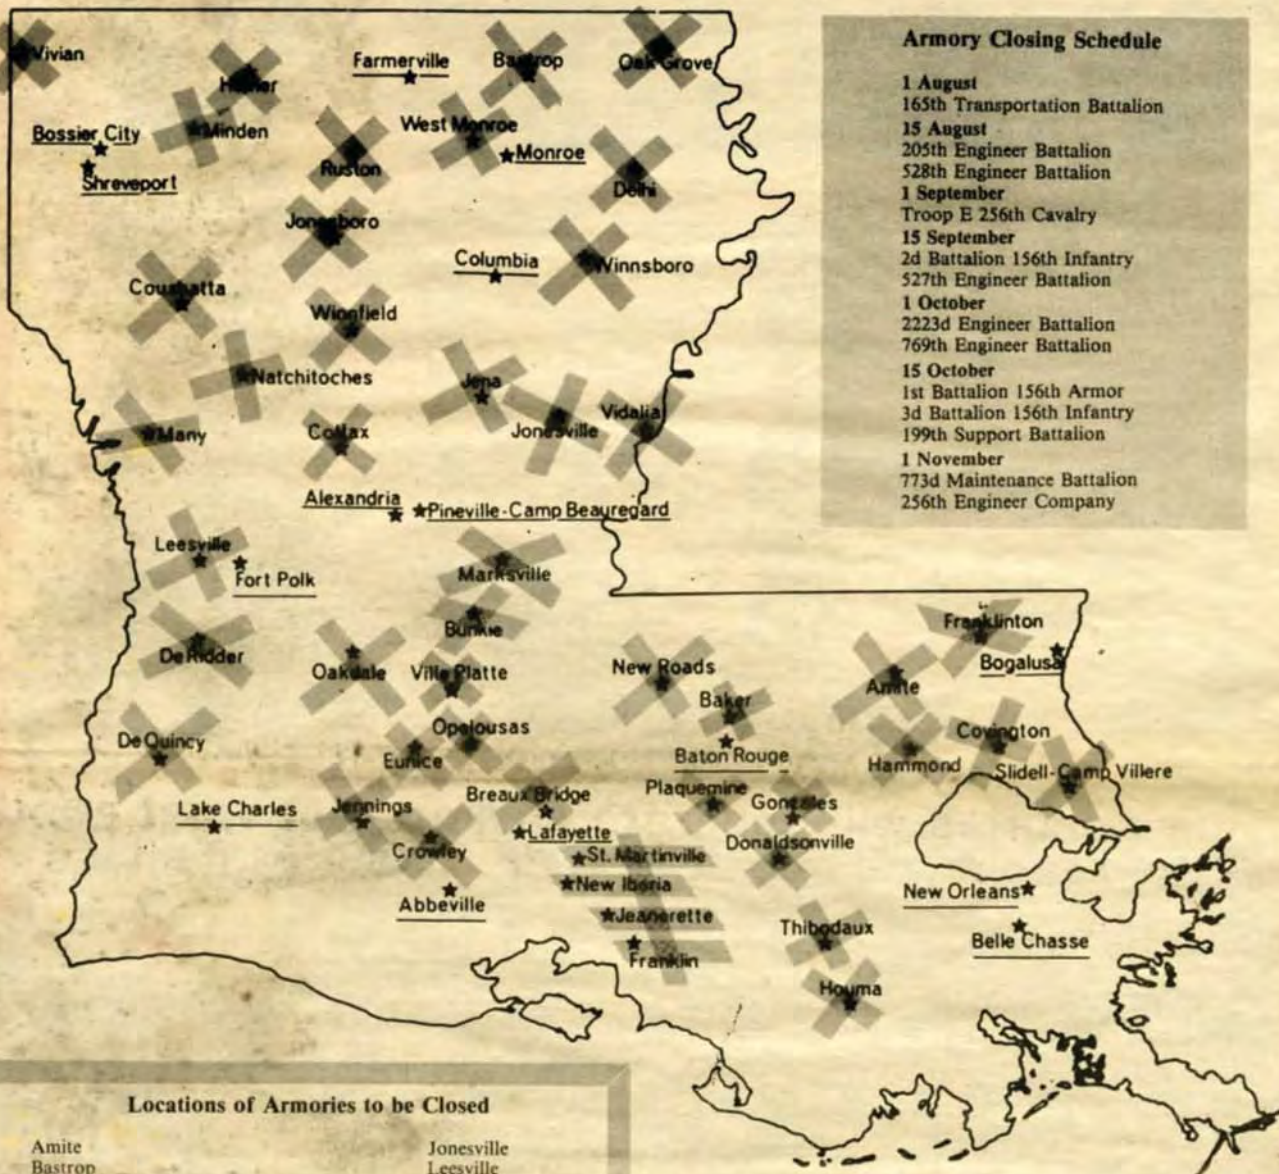 Armory Closing Schedule
1 August
165th Transportation Battalion
15 August
205th Engineer Battalion
528th Engineer Battalion
1 September
Troop E 256th Cavalry
15 September
2d Battalion 156th Infantry
527th Engineer Battalion
1 October
2223d Engineer Battalion
769th Engineer Battalion
15 October
1st Battalion 156th Armor
3d Battalion 156th Infantry
199th Support Battalion
1 November
773d Maintenance Battalion
256th Engineer Company
Vivian
Homer
Farmerville
Bastrop
Oak Grove
Bossier City
Minden
West Monroe
Monroe
Shreveport
Ruston
Delhi
Jonesboro
Columbia
Winnsboro
Coushatta
Winnfield
Natchitoches
Jena
Many
Colfax
Jonesville
Vidalia
Alexandria
Pineville-Camp Beauregard
Leesville
Fort Polk
Marksville
Bunkie
Franklinton
Bogalusa
DeRidder
Oakdale
Ville Platte
New Roads
Amite
Baker
DeQuincy
Opelousas
Eunice
Baton Rouge
Covington
Hammond
Slidell-Camp Villere
Lake Charles
Jennings
Breaux Bridge
Plaquemine
Gonzales
Lafayette
Crowley
St. Martinville
Donaldsonville
New Iberia
Abbeville
New Orleans
Jeanerette
Thibodaux
Belle Chasse
Franklin
Houma
Locations of Armories to be Closed
Amite
Jonesville
Bastrop
Leesville